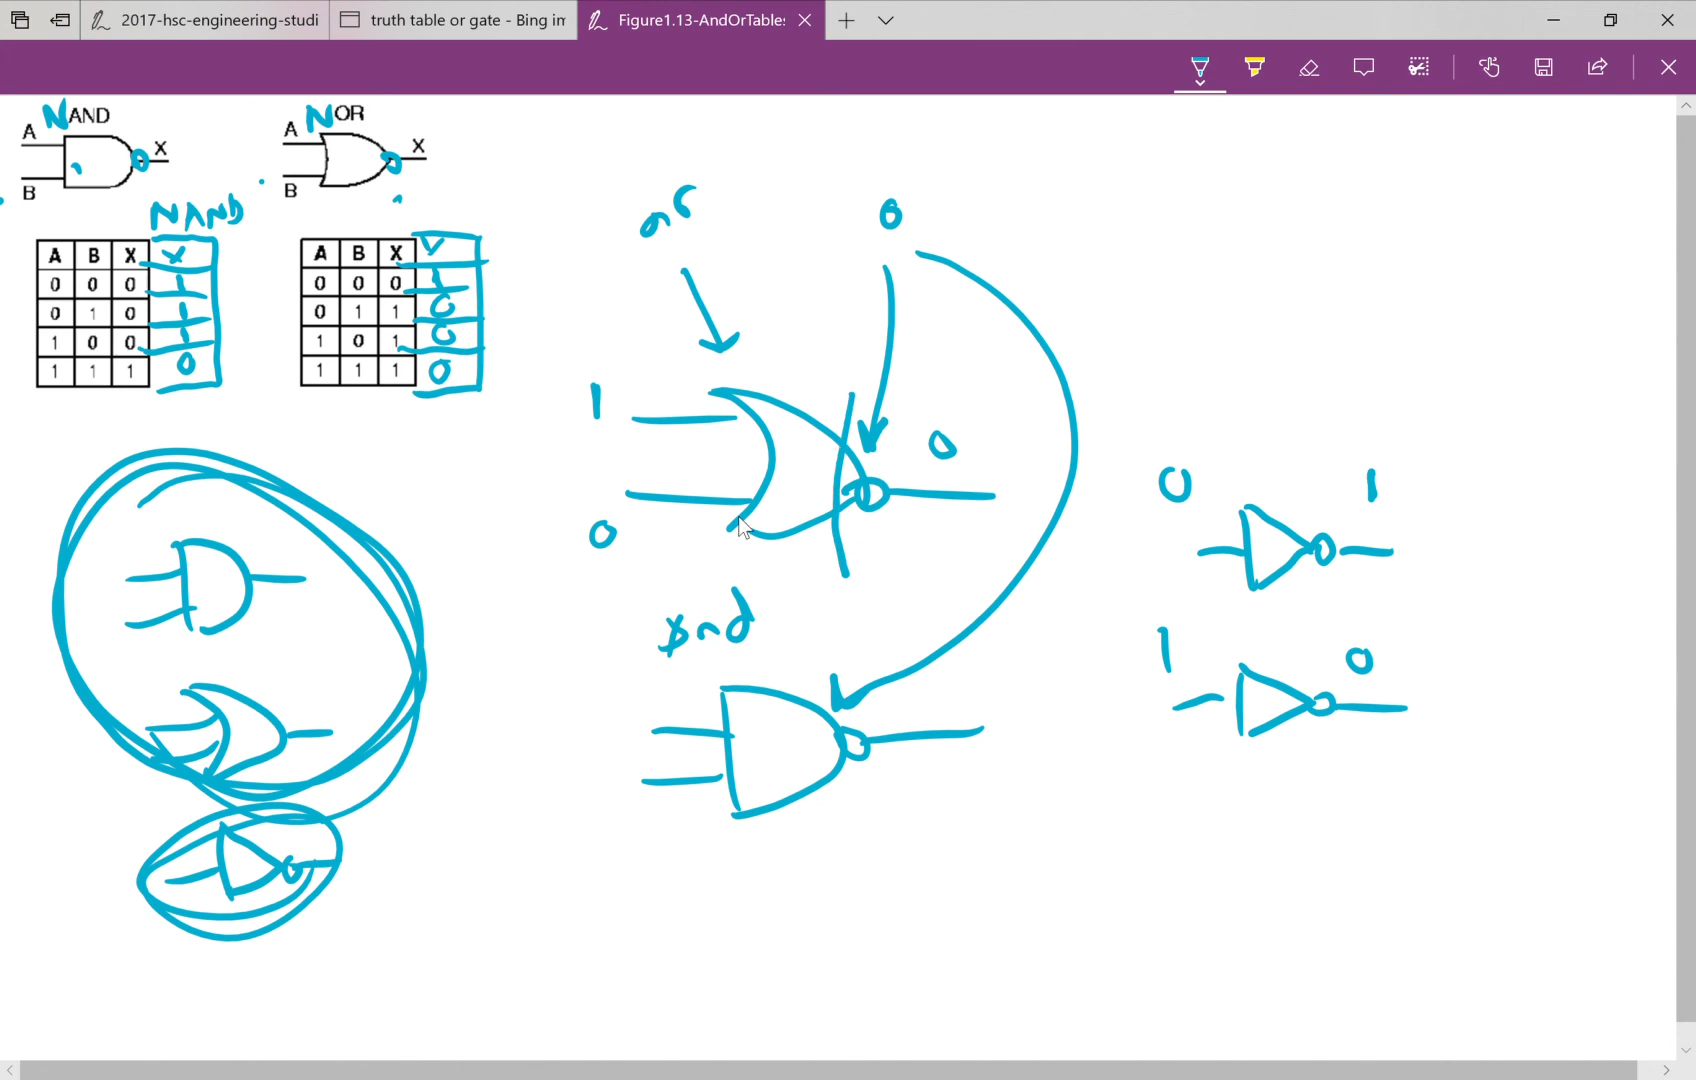 2017-hsc-engineering-studi
truth table or gate - Bing im
Figure1.13-AndOrTables
NAND
NOR
A
X
B
A
X
B
NAND
A B X X
0 0 0 1
0 1 0 1
1 0 0 1
1 1 1 0
A B X
0 0 0 1
0 1 1 0
1 0 1 0
1 1 1 0
or
0
1
0
0
and
0 1
1 0